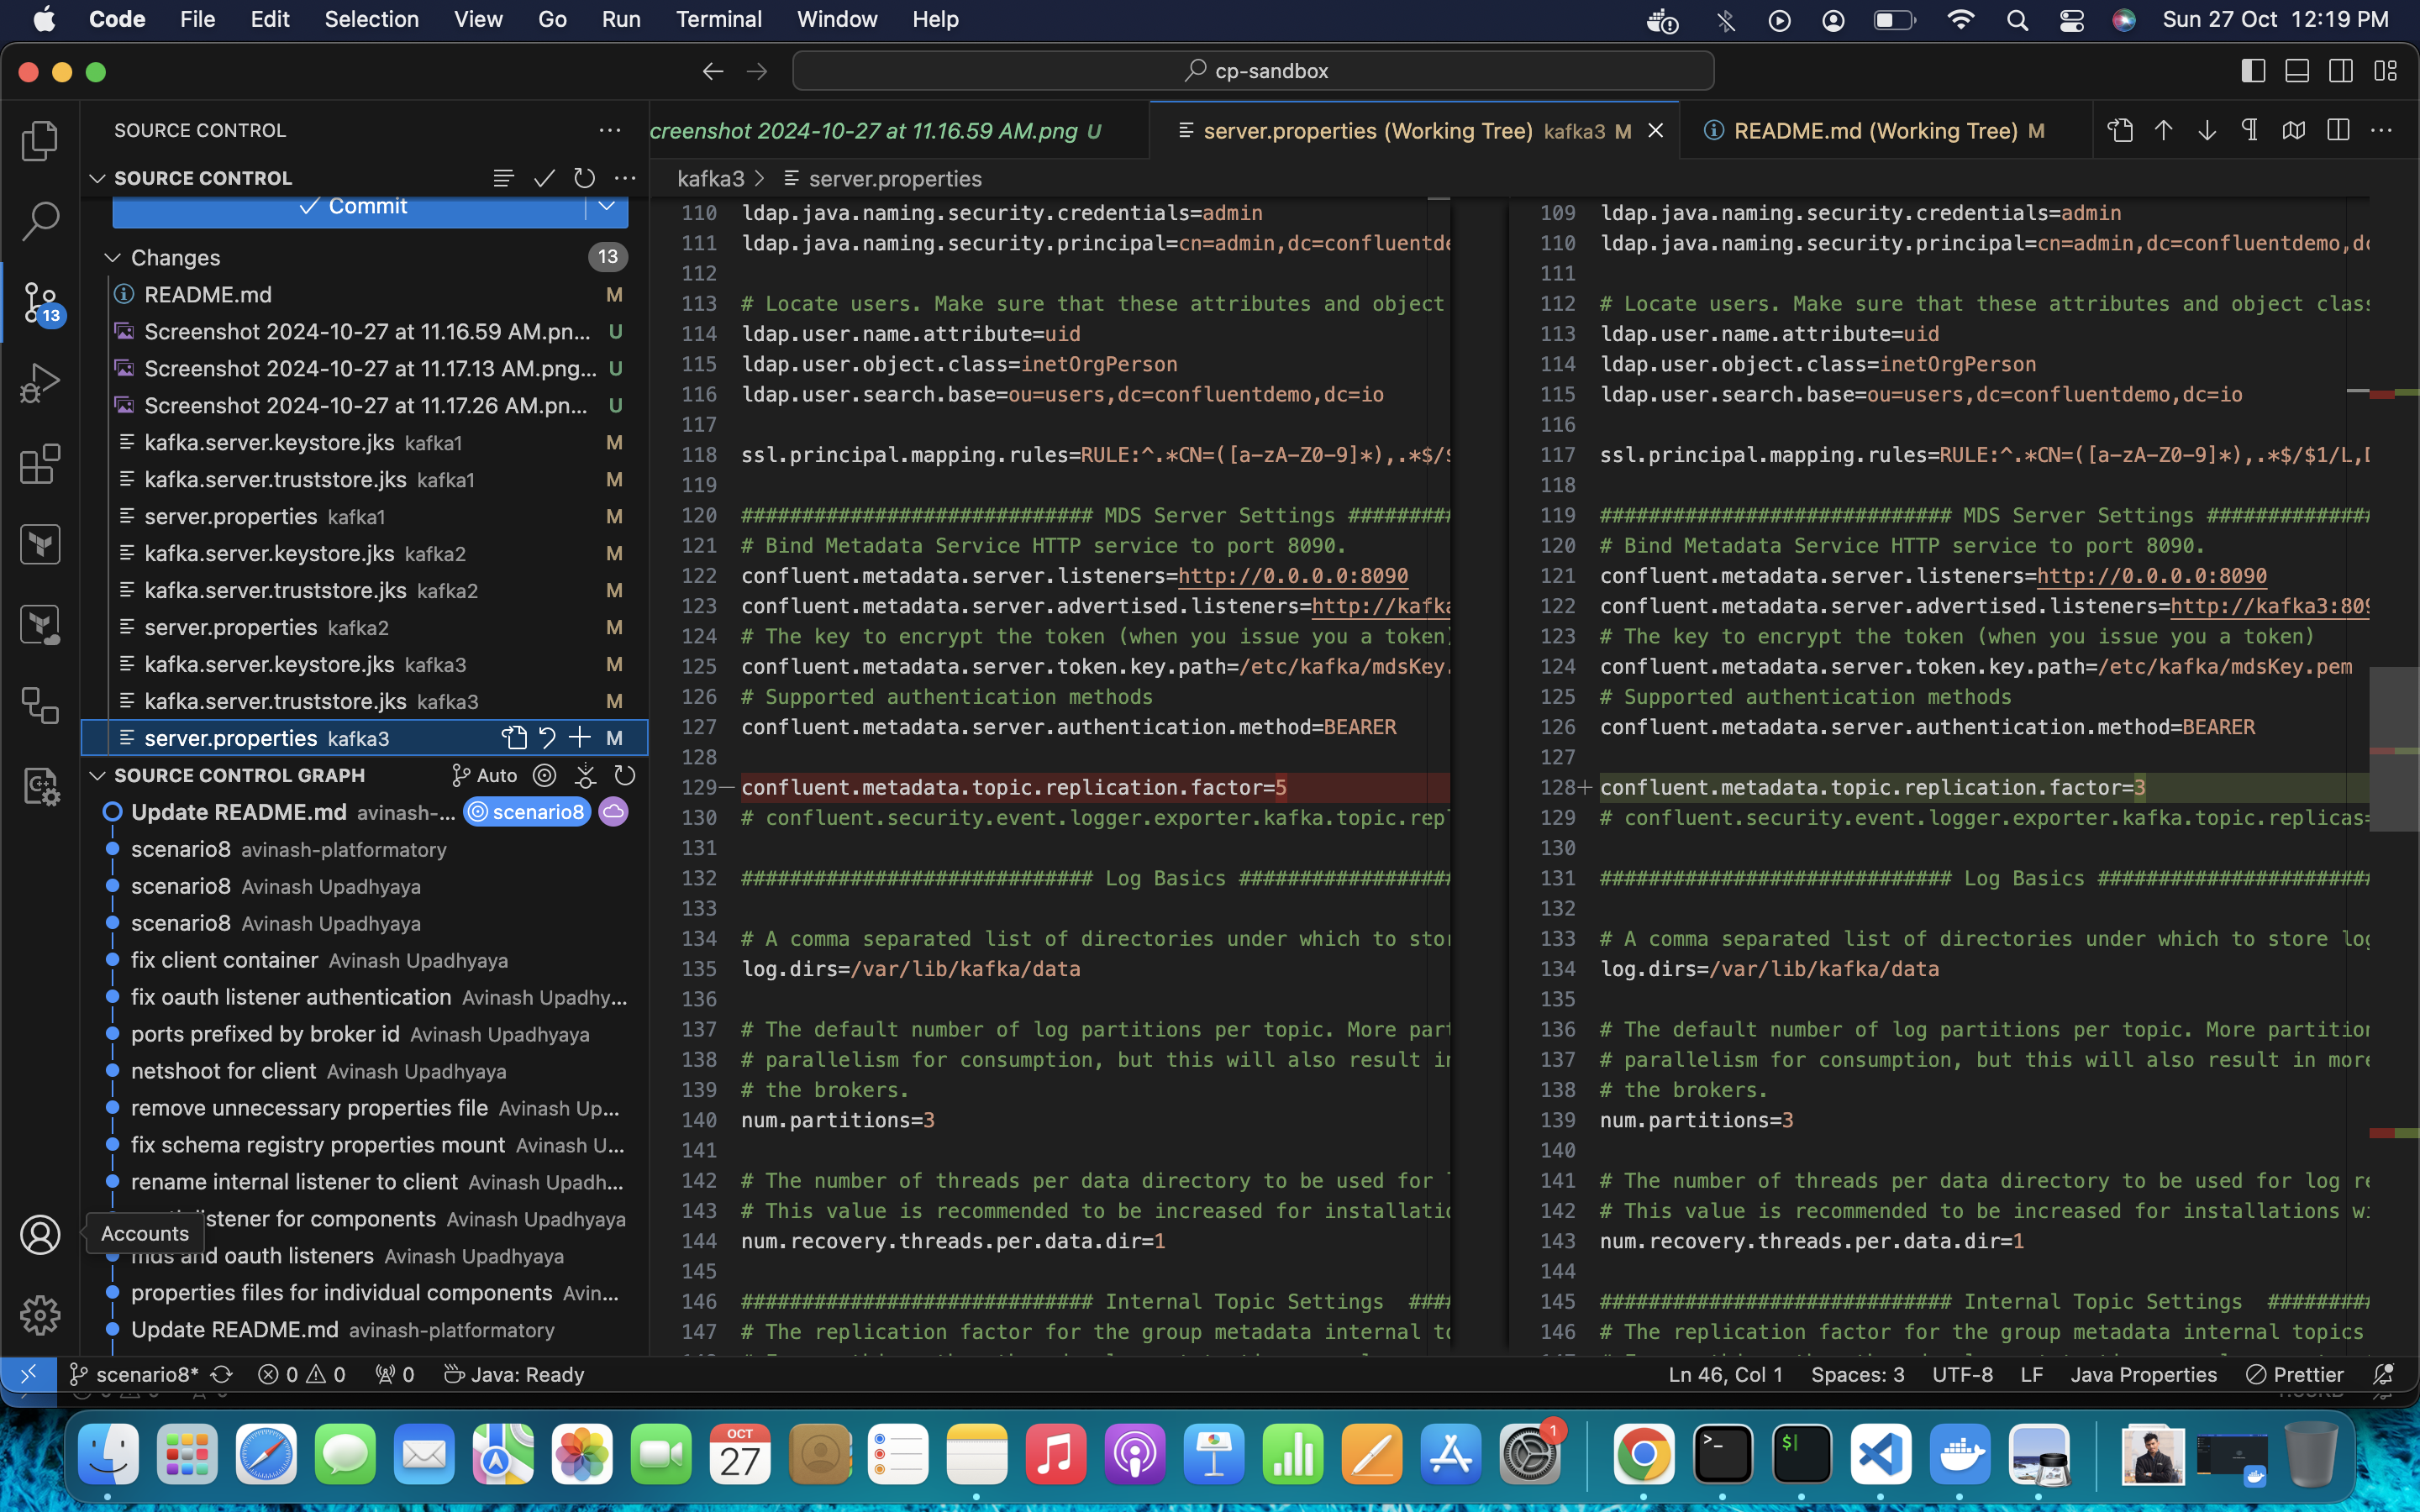 Code File Edit Selection View Go Run Terminal Window Help
Sun 27 Oct 12:19 PM
cp-sandbox
SOURCE CONTROL
creenshot 2024-10-27 at 11.16.59 AM.png U
server.properties (Working Tree) kafka3 M
README.md (Working Tree) M
SOURCE CONTROL
Commit
Changes 13
README.md M
Screenshot 2024-10-27 at 11.16.59 AM.pn... U
Screenshot 2024-10-27 at 11.17.13 AM.png... U
Screenshot 2024-10-27 at 11.17.26 AM.pn... U
kafka.server.keystore.jks kafka1 M
kafka.server.truststore.jks kafka1 M
server.properties kafka1 M
kafka.server.keystore.jks kafka2 M
kafka.server.truststore.jks kafka2 M
server.properties kafka2 M
kafka.server.keystore.jks kafka3 M
kafka.server.truststore.jks kafka3 M
server.properties kafka3 M
13
SOURCE CONTROL GRAPH Auto
Update README.md avinash-... scenario8
scenario8 avinash-platformatory
scenario8 Avinash Upadhyaya
scenario8 Avinash Upadhyaya
fix client container Avinash Upadhyaya
fix oauth listener authentication Avinash Upadhy...
ports prefixed by broker id Avinash Upadhyaya
netshoot for client Avinash Upadhyaya
remove unnecessary properties file Avinash Up...
fix schema registry properties mount Avinash U...
rename internal listener to client Avinash Upadh...
istener for components Avinash Upadhyaya
Accounts
mds and oauth listeners Avinash Upadhyaya
properties files for individual components Avin...
Update README.md avinash-platformatory
kafka3 > server.properties
110 ldap.java.naming.security.credentials=admin
111 ldap.java.naming.security.principal=cn=admin,dc=confluentde
112
113 # Locate users. Make sure that these attributes and object
114 ldap.user.name.attribute=uid
115 ldap.user.object.class=inetOrgPerson
116 ldap.user.search.base=ou=users,dc=confluentdemo,dc=io
117
118 ssl.principal.mapping.rules=RULE:^.*CN=([a-zA-Z0-9]*),.*$/$
119
120 ############################# MDS Server Settings #########
121 # Bind Metadata Service HTTP service to port 8090.
122 confluent.metadata.server.listeners=http://0.0.0.0:8090
123 confluent.metadata.server.advertised.listeners=http://kafka
124 # The key to encrypt the token (when you issue you a token)
125 confluent.metadata.server.token.key.path=/etc/kafka/mdsKey.
126 # Supported authentication methods
127 confluent.metadata.server.authentication.method=BEARER
128
129— confluent.metadata.topic.replication.factor=5
130 # confluent.security.event.logger.exporter.kafka.topic.repl
131
132 ############################# Log Basics ##################
133
134 # A comma separated list of directories under which to stor
135 log.dirs=/var/lib/kafka/data
136
137 # The default number of log partitions per topic. More part
138 # parallelism for consumption, but this will also result in
139 # the brokers.
140 num.partitions=3
141
142 # The number of threads per data directory to be used for l
143 # This value is recommended to be increased for installatio
144 num.recovery.threads.per.data.dir=1
145
146 ############################# Internal Topic Settings ####
147 # The replication factor for the group metadata internal to
109 ldap.java.naming.security.credentials=admin
110 ldap.java.naming.security.principal=cn=admin,dc=confluentdemo,dc
111
112 # Locate users. Make sure that these attributes and object class
113 ldap.user.name.attribute=uid
114 ldap.user.object.class=inetOrgPerson
115 ldap.user.search.base=ou=users,dc=confluentdemo,dc=io
116
117 ssl.principal.mapping.rules=RULE:^.*CN=([a-zA-Z0-9]*),.*$/$1/L,D
118
119 ############################# MDS Server Settings ##############
120 # Bind Metadata Service HTTP service to port 8090.
121 confluent.metadata.server.listeners=http://0.0.0.0:8090
122 confluent.metadata.server.advertised.listeners=http://kafka3:809
123 # The key to encrypt the token (when you issue you a token)
124 confluent.metadata.server.token.key.path=/etc/kafka/mdsKey.pem
125 # Supported authentication methods
126 confluent.metadata.server.authentication.method=BEARER
127
128+ confluent.metadata.topic.replication.factor=3
129 # confluent.security.event.logger.exporter.kafka.topic.replicas=
130
131 ############################# Log Basics #######################
132
133 # A comma separated list of directories under which to store log
134 log.dirs=/var/lib/kafka/data
135
136 # The default number of log partitions per topic. More partition
137 # parallelism for consumption, but this will also result in more
138 # the brokers.
139 num.partitions=3
140
141 # The number of threads per data directory to be used for log re
142 # This value is recommended to be increased for installations wi
143 num.recovery.threads.per.data.dir=1
144
145 ############################# Internal Topic Settings #########
146 # The replication factor for the group metadata internal topics
scenario8* 0 0 0 Java: Ready
Ln 46, Col 1 Spaces: 3 UTF-8 LF Java Properties Prettier
OCT
27
1